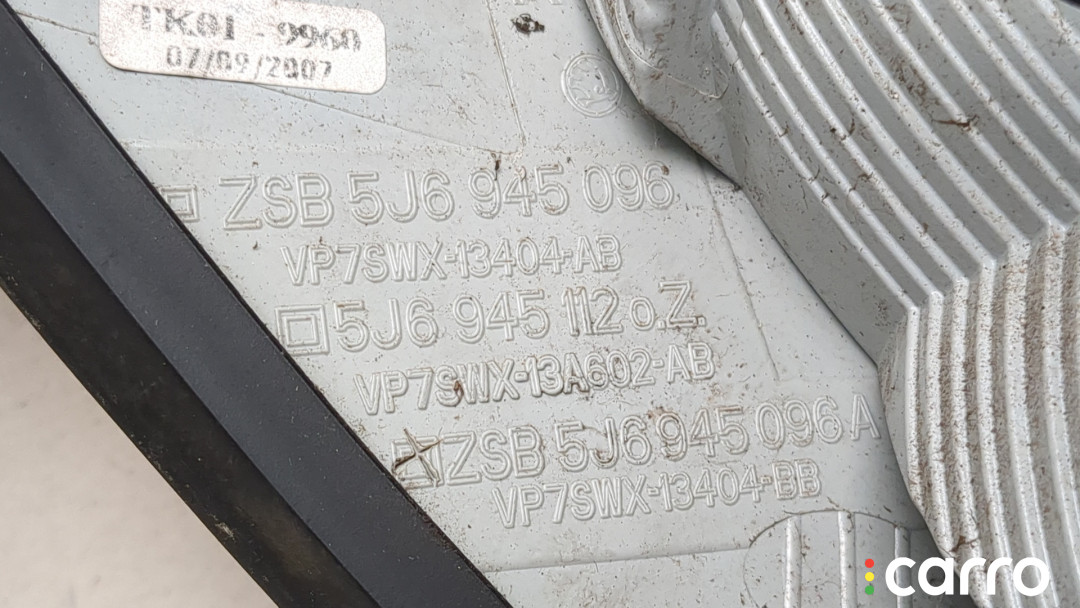 TK01 - 9960
07/09/2007
ZSB 5J6 945 096
VP7SWX-13404-AB
5J6 945 112 o.Z.
VP7SWX-13A602-AB
ZSB 5J6 945 096 A
VP7SWX-13404-BB
carro